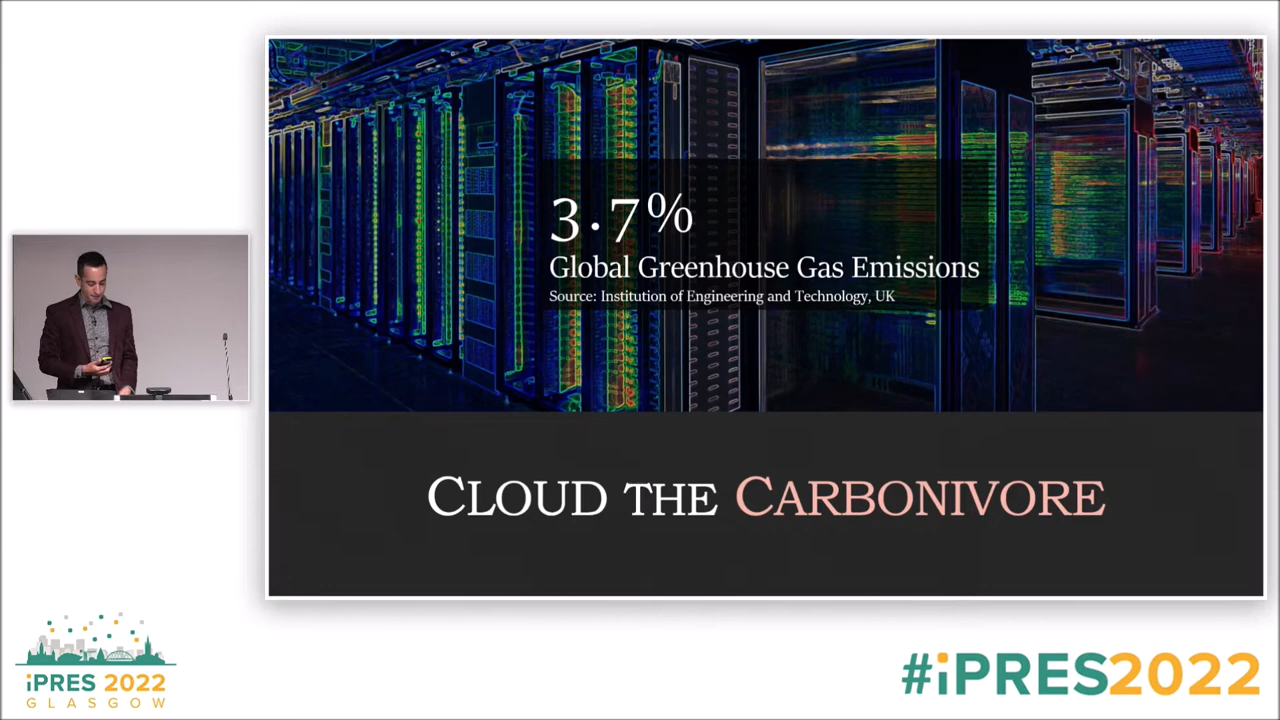 3.7%
Global Greenhouse Gas Emissions
Source: Institution of Engineering and Technology, UK
CLOUD THE CARBONIVORE
iPRES 2022
GLASGOW
#iPRES2022